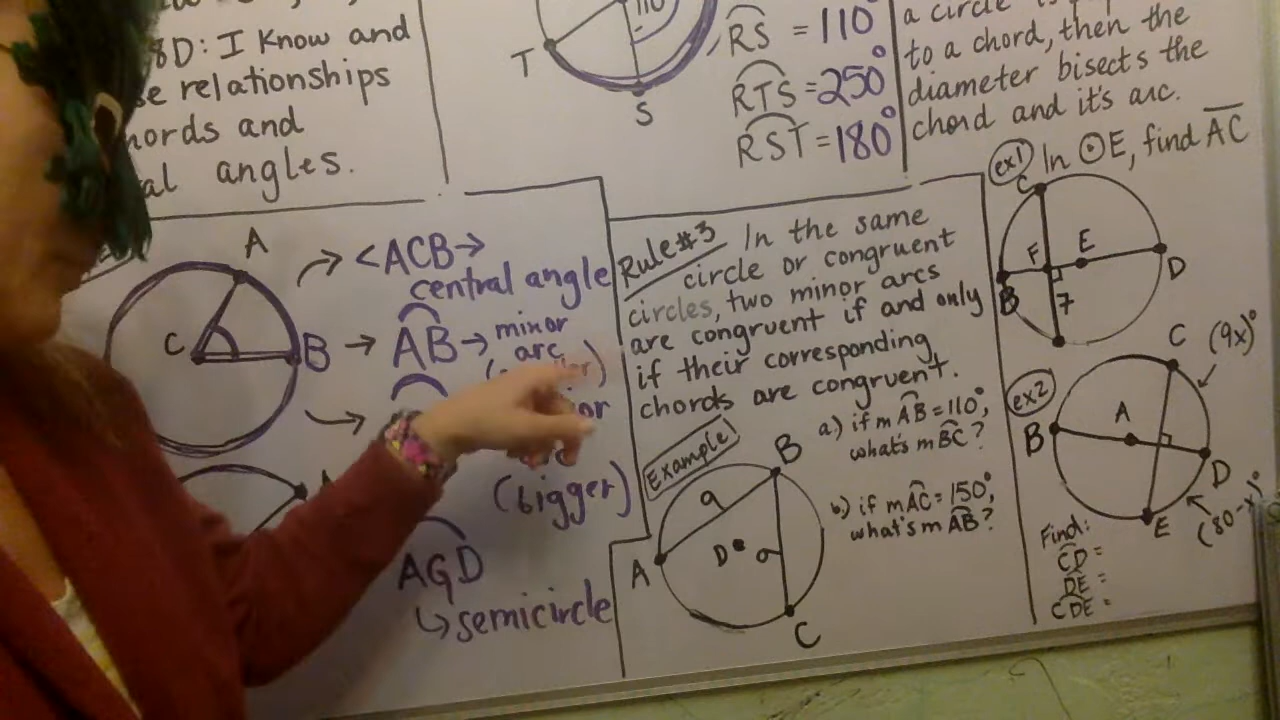 8D: I Know and
relationships
hords and
al angles.
T
S
110
RS = 110°
RTS = 250°
RST = 180°
a circle
to a chord, then the
diameter bisects the
chord and it's arc.
A
C
B
<ACB →
central angle
→ AB → minor
arc
(bigger)
AGD
↳ semicircle
Rule #3 In the same
circle or congruent
circles, two minor arcs
are congruent if and only
if their corresponding
chords are congruent.
Example
a) if m AB = 110°,
what's m BC?
b) if m AC = 150°,
what's m AB?
A
B
C
D
9
9
ex1 In ⊙E, find AC
C
F
E
B
D
7
ex2
C
(9x)°
B
A
D
E
(80-x)°
Find:
CD =
DE =
CDE =